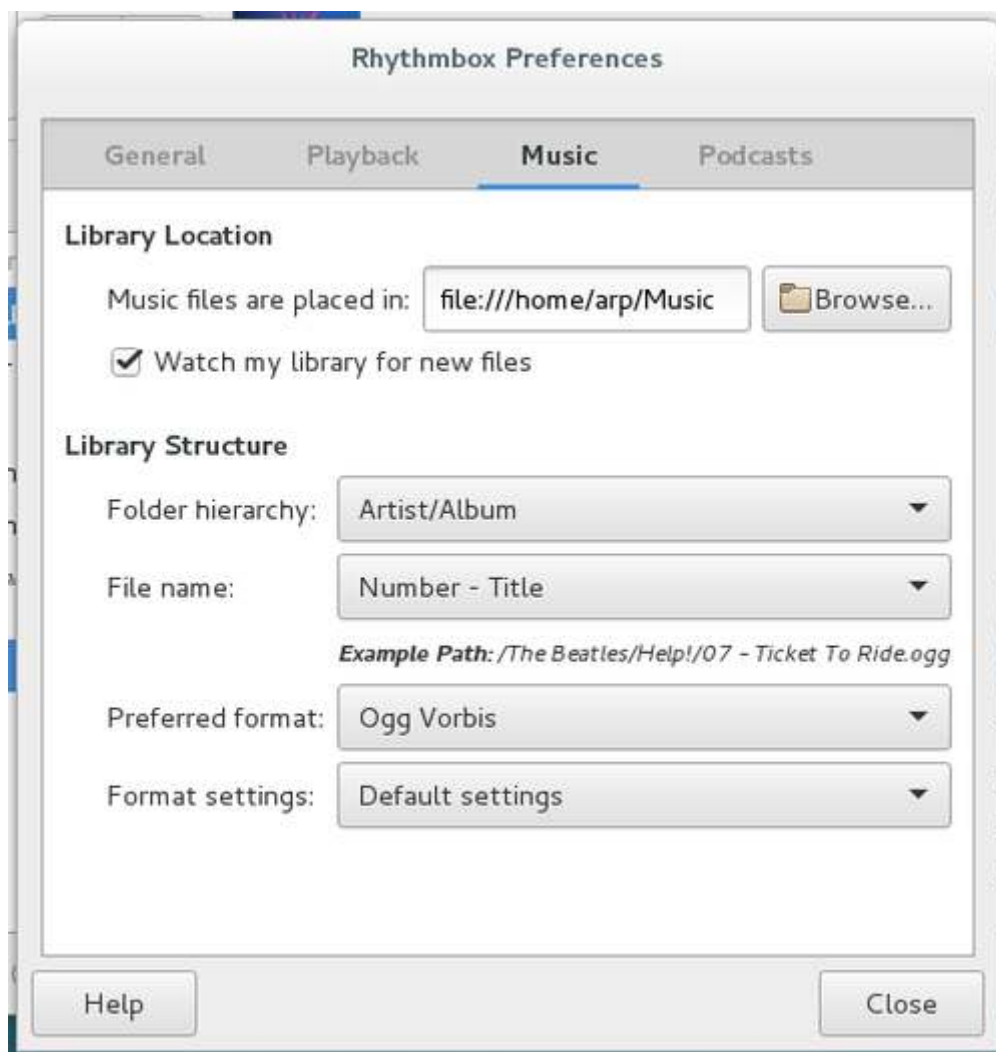 Rhythmbox Preferences
General Playback Music Podcasts
Library Location
Music files are placed in: file:///home/arp/Music Browse...
Watch my library for new files
Library Structure
Folder hierarchy: Artist/Album
File name: Number - Title
Example Path: /The Beatles/Help!/07 - Ticket To Ride.ogg
Preferred format: Ogg Vorbis
Format settings: Default settings
Help Close